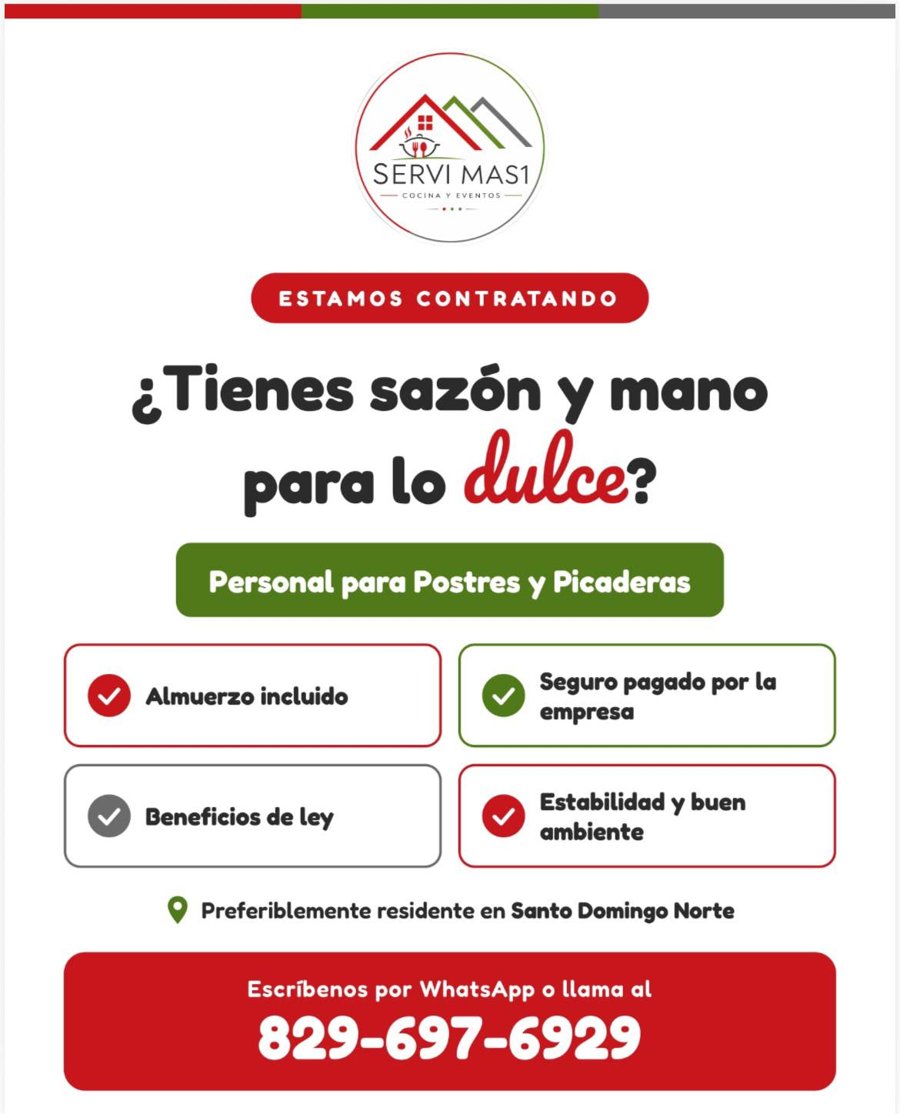 SERVI MAS1
COCINA Y EVENTOS
ESTAMOS CONTRATANDO
¿Tienes sazón y mano
para lo dulce?
Personal para Postres y Picaderas
Almuerzo incluido
Seguro pagado por la
empresa
Beneficios de ley
Estabilidad y buen
ambiente
Preferiblemente residente en Santo Domingo Norte
Escríbenos por WhatsApp o llama al
829-697-6929